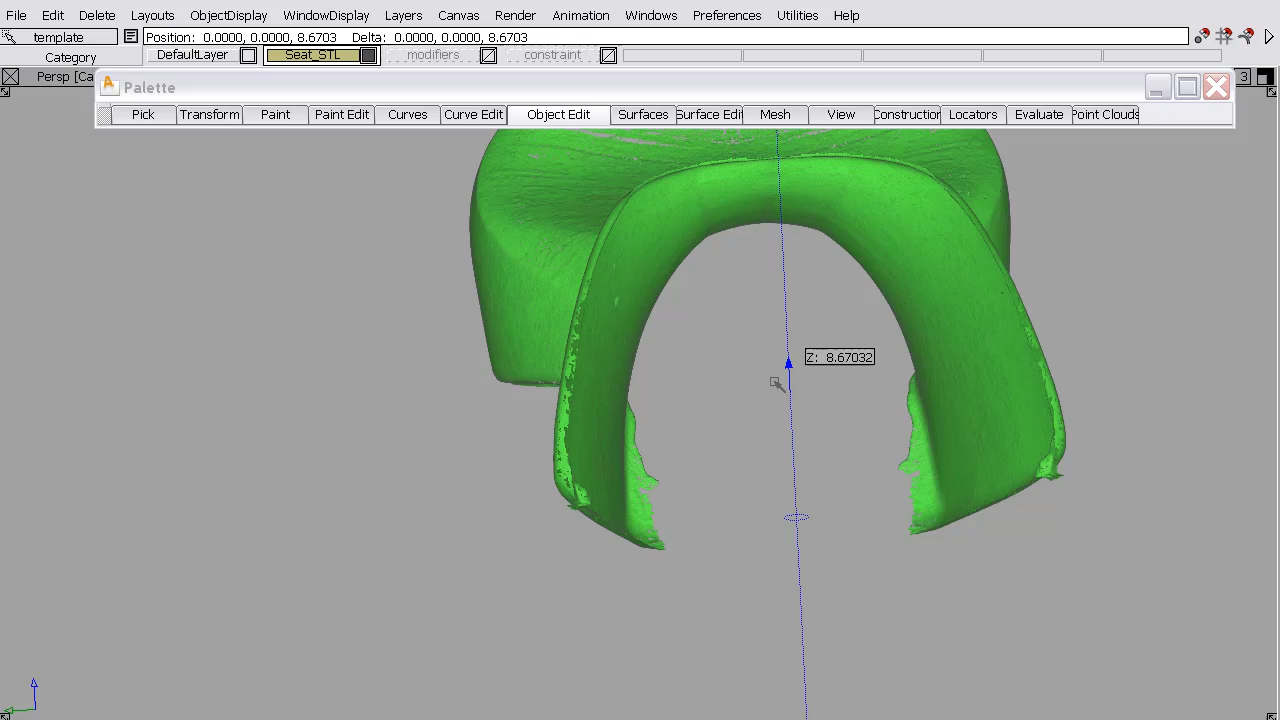 File Edit Delete Layouts ObjectDisplay WindowDisplay Layers Canvas Render Animation Windows Preferences Utilities Help
template Position: 0.0000, 0.0000, 8.6703 Delta: 0.0000, 0.0000, 8.6703
Category DefaultLayer Seat_STL modifiers constraint
Persp [Ca 3
Palette
Pick Transform Paint Paint Edit Curves Curve Edit Object Edit Surfaces Surface Edi Mesh View Construction Locators Evaluate Point Clouds
Z: 8.67032